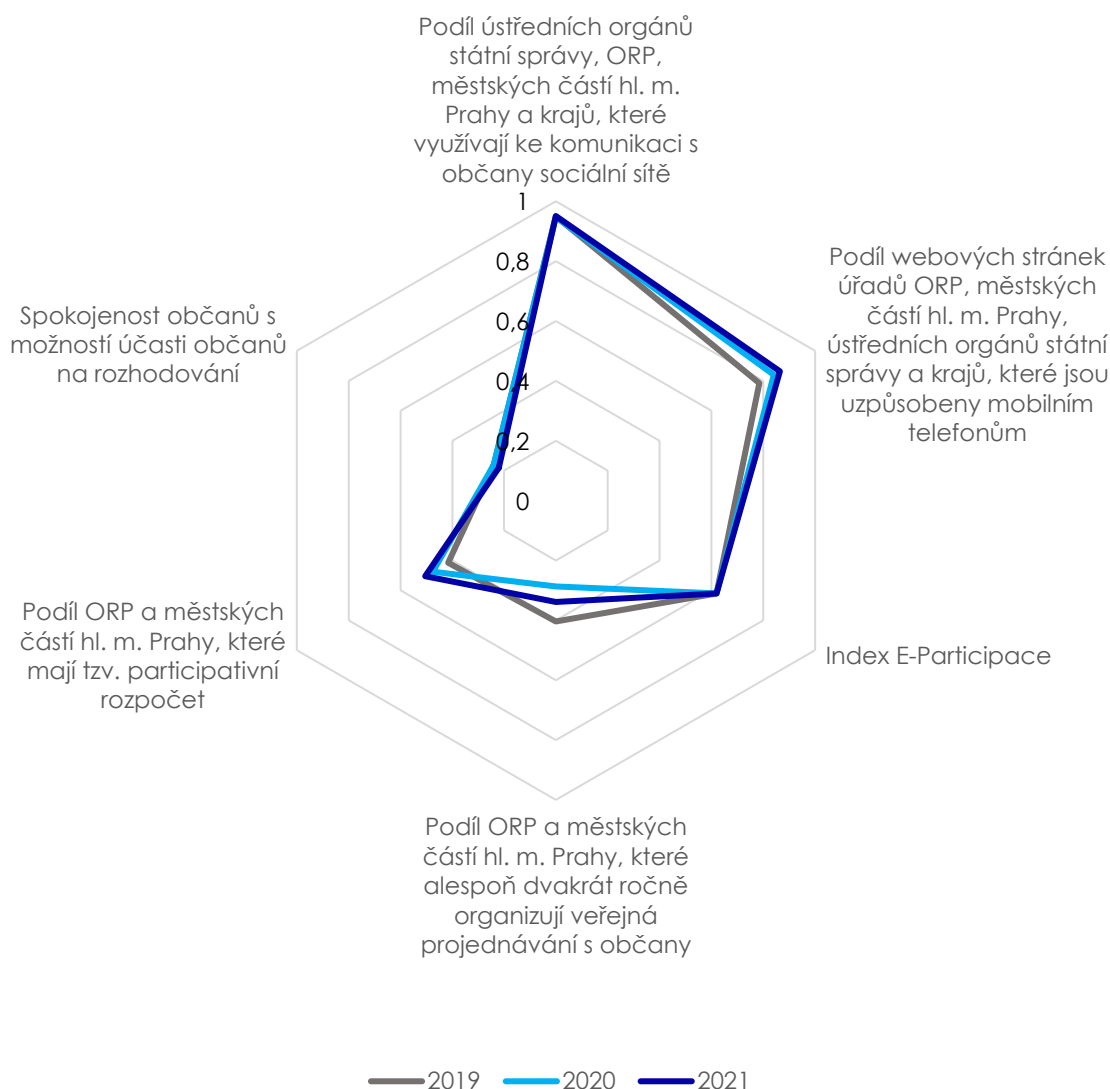 Podíl ústředních orgánů
státní správy, ORP,
městských částí hl. m.
Prahy a krajů, které
využívají ke komunikaci s
občany sociální sítě
1
0,8
0,6
0,4
0,2
0
Podíl webových stránek
úřadů ORP, městských
částí hl. m. Prahy,
ústředních orgánů státní
správy a krajů, které jsou
uzpůsobeny mobilním
telefonům
Index E-Participace
Podíl ORP a městských
částí hl. m. Prahy, které
alespoň dvakrát ročně
organizují veřejná
projednávání s občany
Podíl ORP a městských
částí hl. m. Prahy, které
mají tzv. participativní
rozpočet
Spokojenost občanů s
možností účasti občanů
na rozhodování
2019
2020
2021